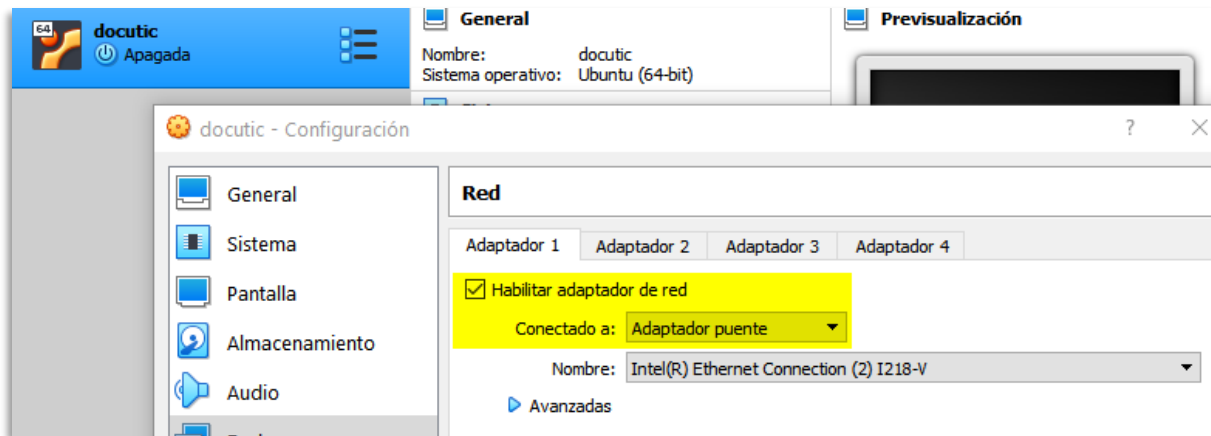 64
docutic
Apagada
General
Nombre: docutic
Sistema operativo: Ubuntu (64-bit)
Previsualización
docutic - Configuración
?
General
Sistema
Pantalla
Almacenamiento
Audio
Red
Adaptador 1 Adaptador 2 Adaptador 3 Adaptador 4
Habilitar adaptador de red
Conectado a: Adaptador puente
Nombre: Intel(R) Ethernet Connection (2) I218-V
Avanzadas